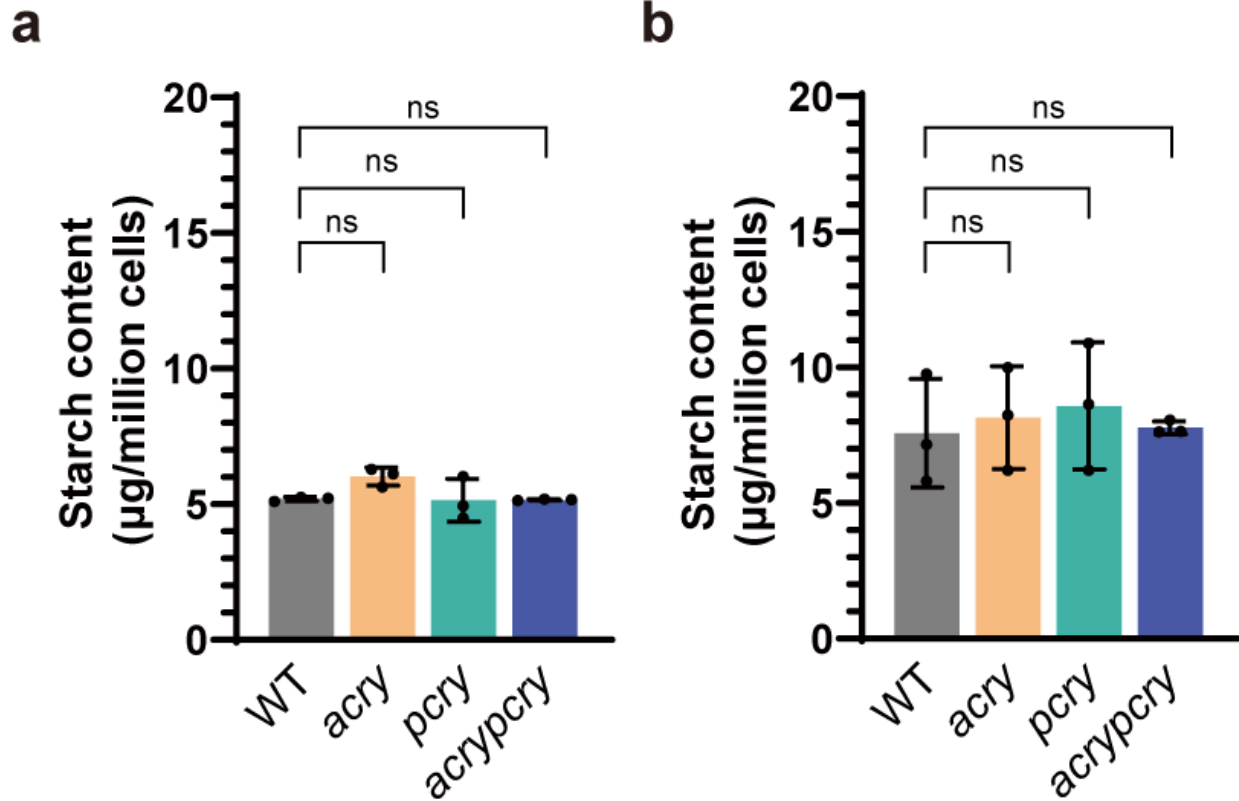 a
Starch content
(μg/million cells)
20
15
10
5
0
ns
ns
ns
WT
acry
pcry
acrypcry
b
Starch content
(μg/million cells)
20
15
10
5
0
ns
ns
ns
WT
acry
pcry
acrypcry